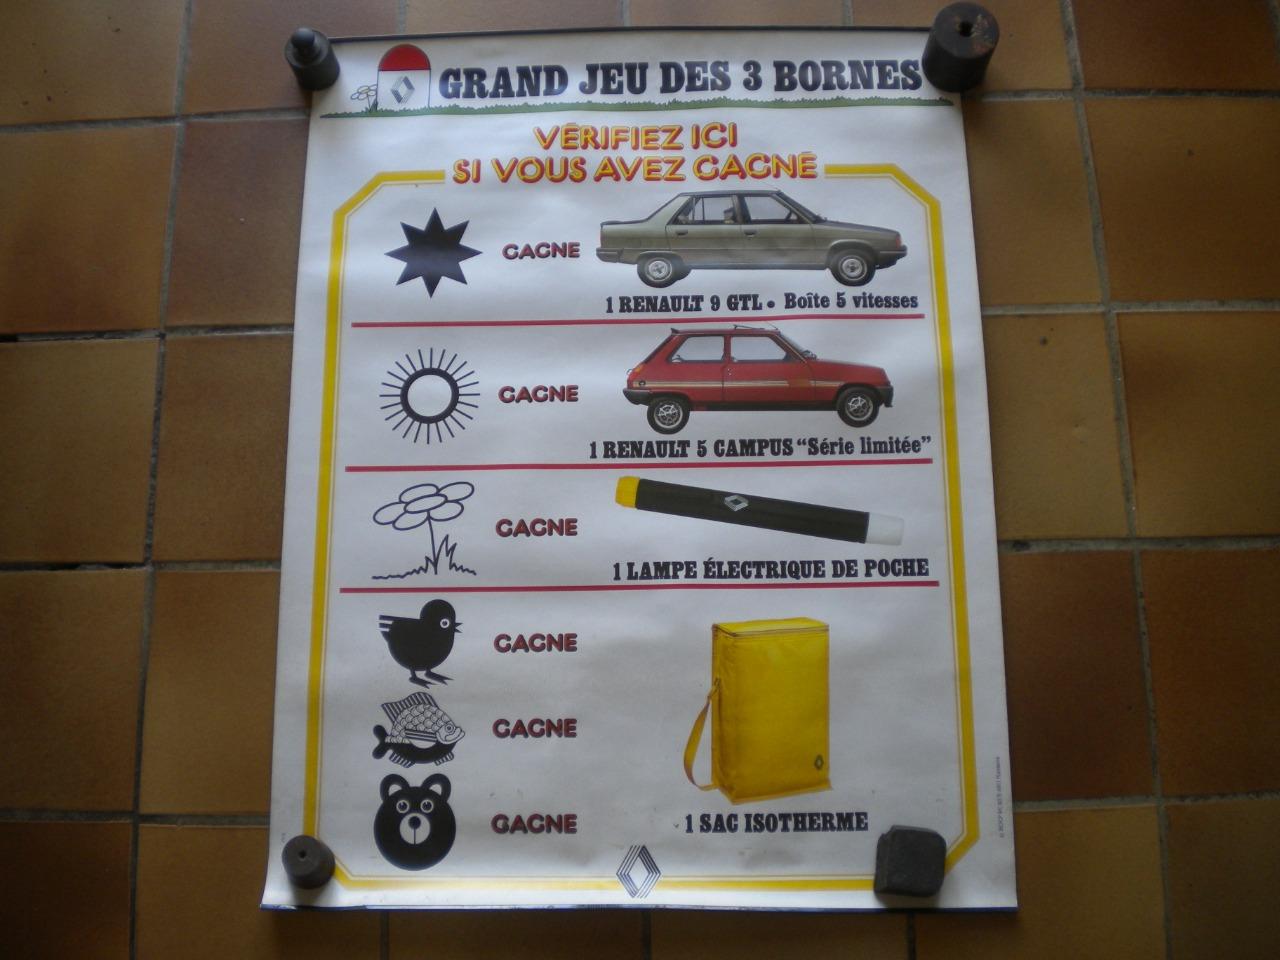 GRAND JEU DES 3 BORNES
VÉRIFIEZ ICI
SI VOUS AVEZ GAGNÉ
GAGNE
1 RENAULT 9 GTL • Boîte 5 vitesses
GAGNE
1 RENAULT 5 CAMPUS “Série limitée”
GAGNE
1 LAMPE ÉLECTRIQUE DE POCHE
GAGNE
GAGNE
GAGNE
1 SAC ISOTHERME